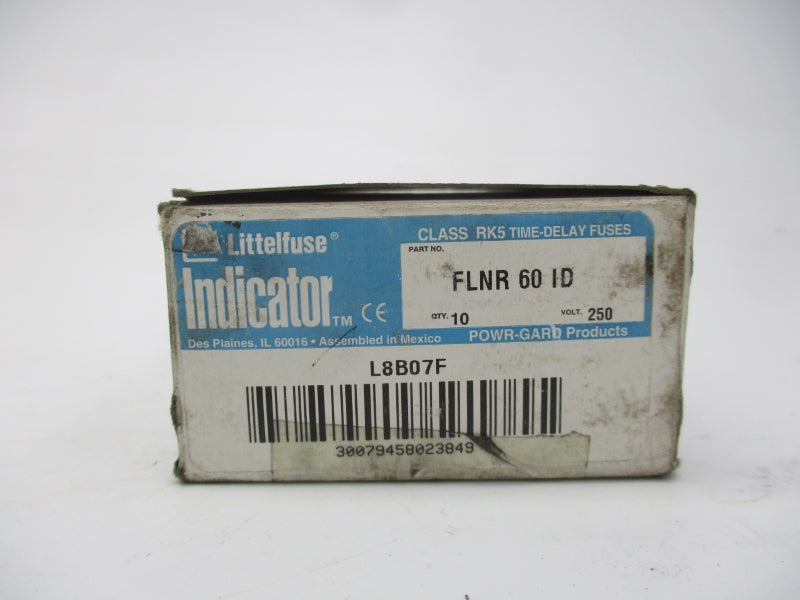 Littelfuse®
Indicator™ CE
Des Plaines, IL 60016 • Assembled in Mexico
CLASS RK5 TIME-DELAY FUSES
PART NO.
FLNR 60 ID
QTY. 10 VOLT. 250
POWR-GARD Products
L8B07F
30079458023849